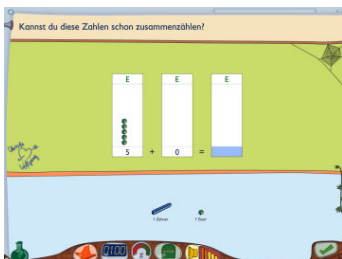 Kannst du diese Zahlen schon zusammenzählen?
E E E
5 + 0 =
1 Zehner 1 Einer